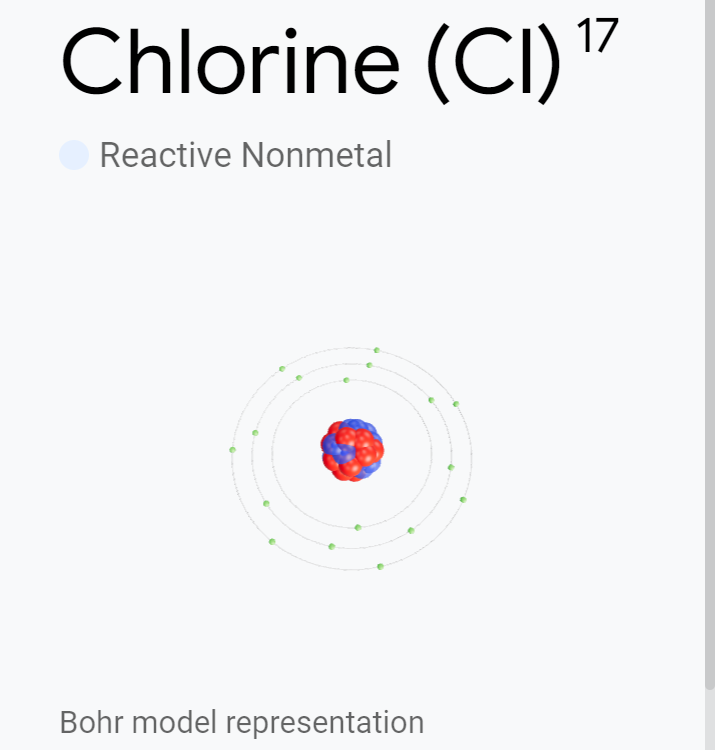 Chlorine (Cl) 17
Reactive Nonmetal
Bohr model representation